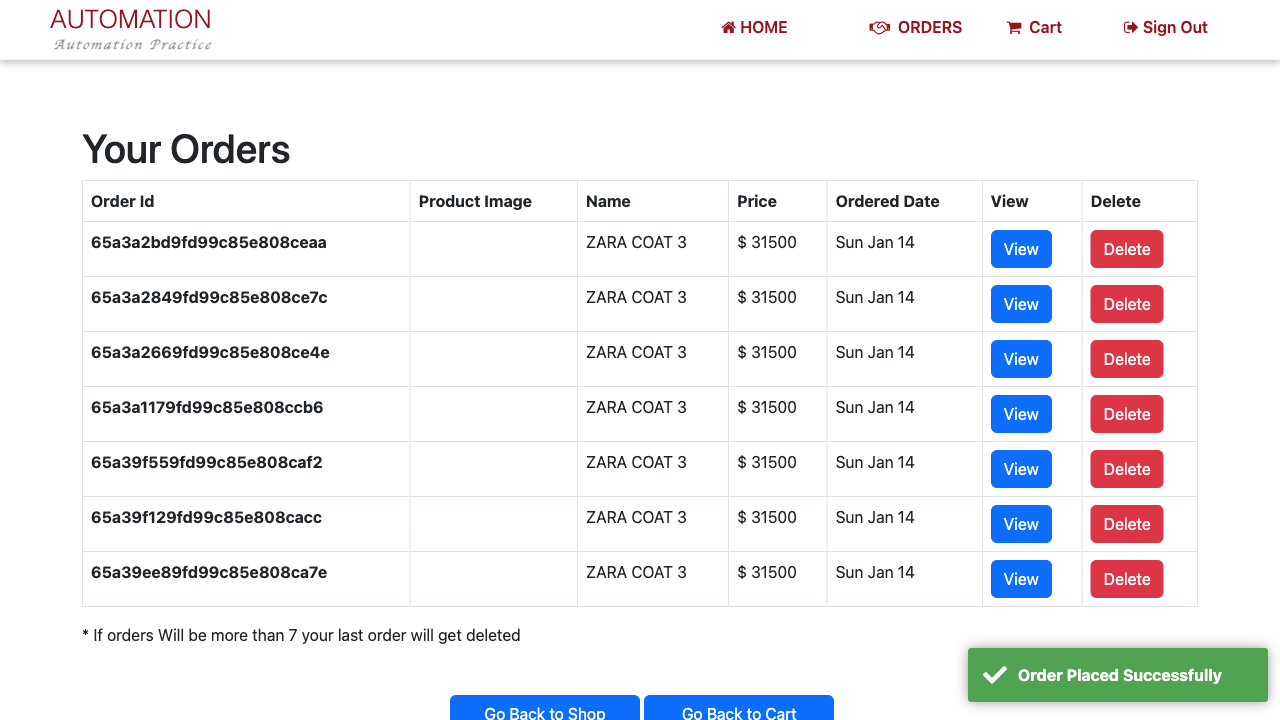 AUTOMATION
Automation Practice
HOME ORDERS Cart Sign Out
Your Orders
Order Id Product Image Name Price Ordered Date View Delete
65a3a2bd9fd99c85e808ceaa ZARA COAT 3 $ 31500 Sun Jan 14 View Delete
65a3a2849fd99c85e808ce7c ZARA COAT 3 $ 31500 Sun Jan 14 View Delete
65a3a2669fd99c85e808ce4e ZARA COAT 3 $ 31500 Sun Jan 14 View Delete
65a3a1179fd99c85e808ccb6 ZARA COAT 3 $ 31500 Sun Jan 14 View Delete
65a39f559fd99c85e808caf2 ZARA COAT 3 $ 31500 Sun Jan 14 View Delete
65a39f129fd99c85e808cacc ZARA COAT 3 $ 31500 Sun Jan 14 View Delete
65a39ee89fd99c85e808ca7e ZARA COAT 3 $ 31500 Sun Jan 14 View Delete
* If orders Will be more than 7 your last order will get deleted
Order Placed Successfully
Go Back to Shop Go Back to Cart